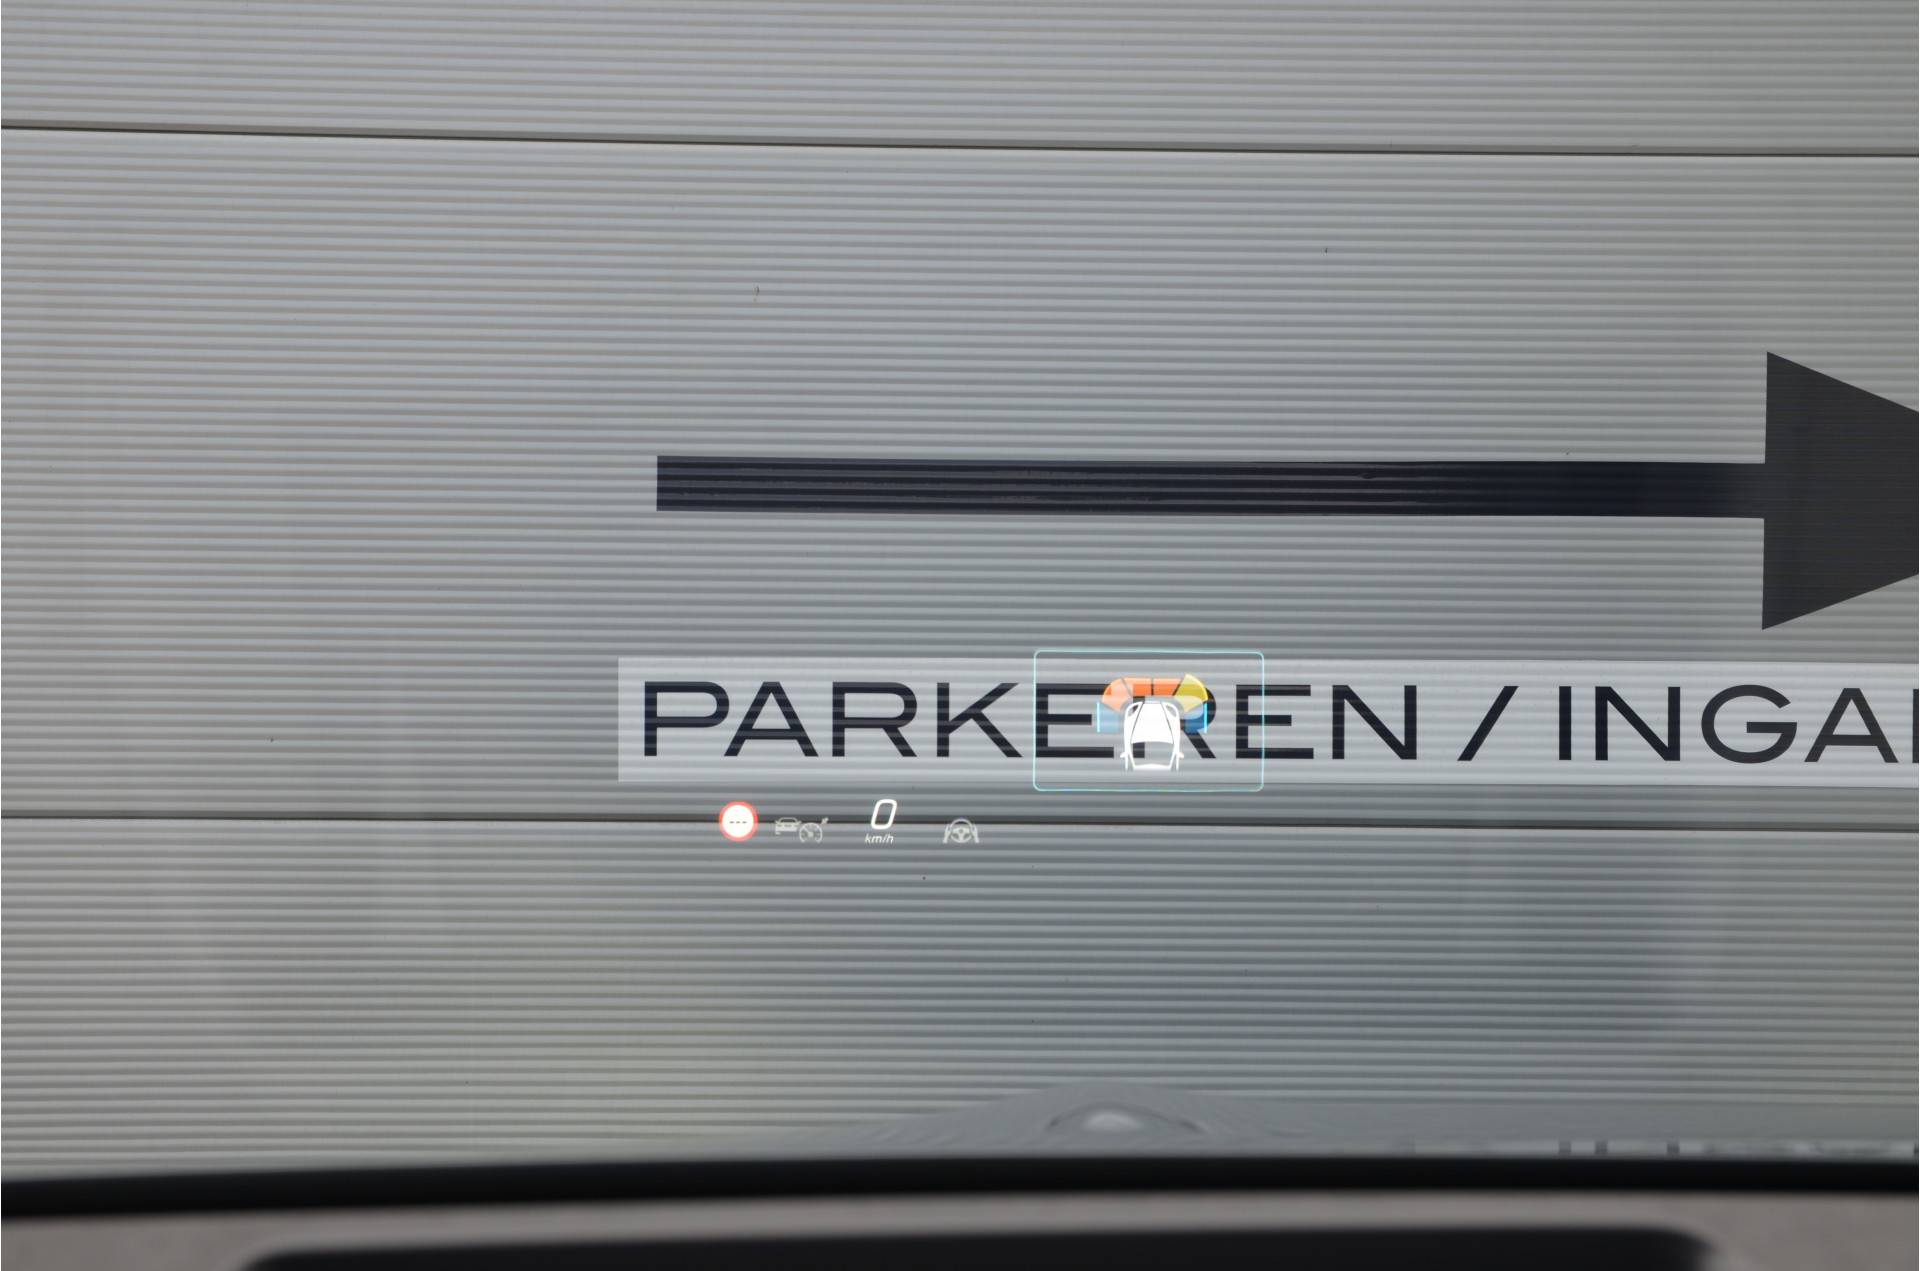 PARKEREN / INGA
---
0
km/h